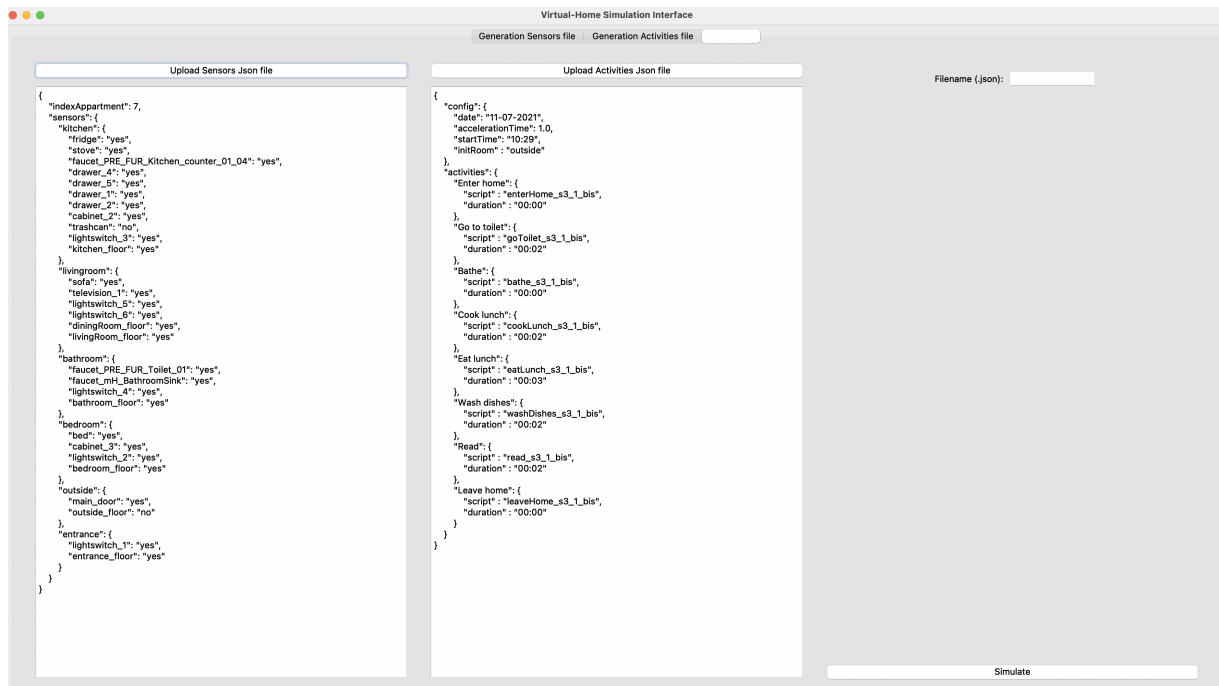 Virtual-Home Simulation Interface
Generation Sensors file Generation Activities file
Upload Sensors Json file
{
"indexAppartment": 7,
"sensors": {
"kitchen": {
"fridge": "yes",
"stove": "yes",
"faucet_PRE_FUR_Kitchen_counter_01_04": "yes",
"drawer_4": "yes",
"drawer_5": "yes",
"drawer_1": "yes",
"drawer_2": "yes",
"cabinet_2": "yes",
"trashcan": "no",
"lightswitch_3": "yes",
"kitchen_floor": "yes"
},
"livingroom": {
"sofa": "yes",
"television_1": "yes",
"lightswitch_5": "yes",
"lightswitch_6": "yes",
"diningRoom_floor": "yes",
"livingRoom_floor": "yes"
},
"bathroom": {
"faucet_PRE_FUR_Toilet_01": "yes",
"faucet_mH_BathroomSink": "yes",
"lightswitch_4": "yes",
"bathroom_floor": "yes"
},
"bedroom": {
"bed": "yes",
"cabinet_3": "yes",
"lightswitch_2": "yes",
"bedroom_floor": "yes"
},
"outside": {
"main_door": "yes",
"outside_floor": "no"
},
"entrance": {
"lightswitch_1": "yes",
"entrance_floor": "yes"
}
}
}
Upload Activities Json file
{
"config": {
"date": "11-07-2021",
"accelerationTime": 1.0,
"startTime": "10:29",
"initRoom" : "outside"
},
"activities": {
"Enter home": {
"script" : "enterHome_s3_1_bis",
"duration" : "00:00"
},
"Go to toilet": {
"script" : "goToilet_s3_1_bis",
"duration" : "00:02"
},
"Bathe": {
"script" : "bathe_s3_1_bis",
"duration" : "00:00"
},
"Cook lunch": {
"script" : "cookLunch_s3_1_bis",
"duration" : "00:02"
},
"Eat lunch": {
"script" : "eatLunch_s3_1_bis",
"duration" : "00:03"
},
"Wash dishes": {
"script" : "washDishes_s3_1_bis",
"duration" : "00:02"
},
"Read": {
"script" : "read_s3_1_bis",
"duration" : "00:02"
},
"Leave home": {
"script" : "leaveHome_s3_1_bis",
"duration" : "00:00"
}
}
}
Filename (.json):
Simulate